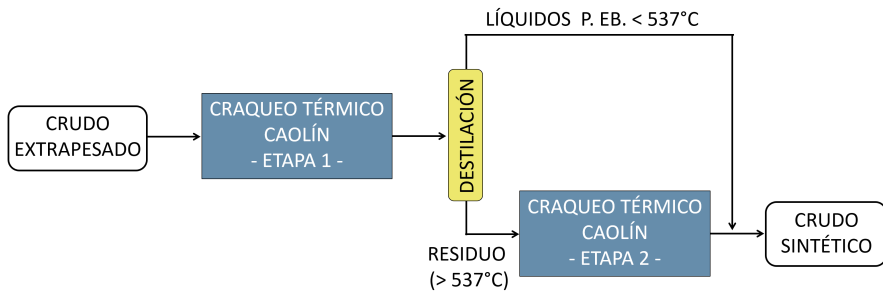 LÍQUIDOS P. EB. < 537°C
CRUDO
EXTRAPESADO
CRAQUEO TÉRMICO
CAOLÍN
- ETAPA 1 -
DESTILACIÓN
RESIDUO
(> 537°C)
CRAQUEO TÉRMICO
CAOLÍN
- ETAPA 2 -
CRUDO
SINTÉTICO